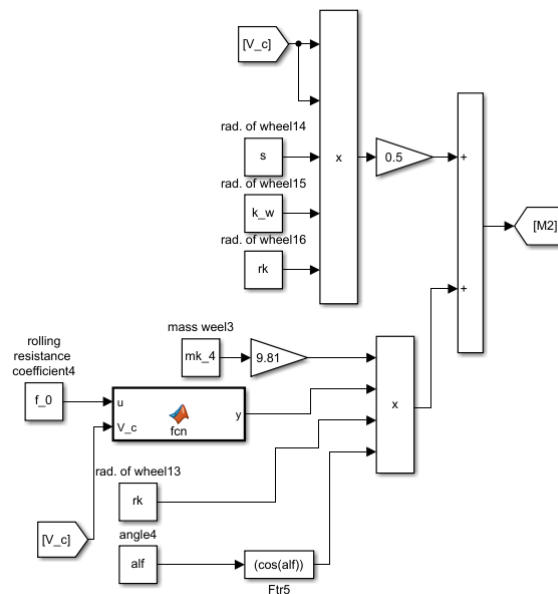 [V_c]
rad. of wheel14
s
x
0.5
+
rad. of wheel15
k_w
[M2]
rad. of wheel16
rk
+
mass weel3
mk_4
9.81
rolling
resistance
coefficient4
f_0
u
V_c
y
fcn
x
rad. of wheel13
rk
[V_c]
angle4
alf
(cos(alf))
Ftr5